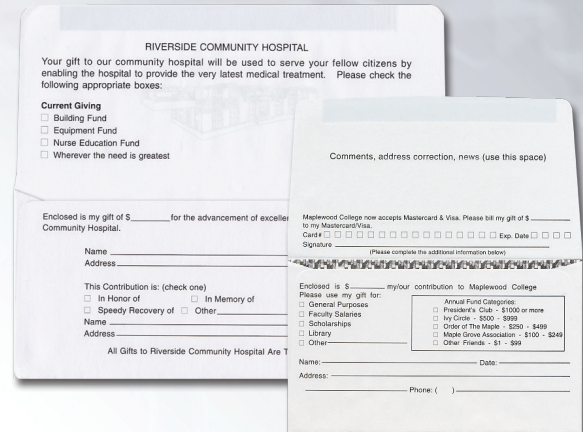 RIVERSIDE COMMUNITY HOSPITAL
Your gift to our community hospital will be used to serve your fellow citizens by
enabling the hospital to provide the very latest medical treatment. Please check the
following appropriate boxes:
Current Giving
Building Fund
Equipment Fund
Nurse Education Fund
Wherever the need is greatest
Enclosed is my gift of $ for the advancement of
Community Hospital.
Name
Address
This Contribution is: (check one)
In Honor of In Memory of
Speedy Recovery of Other
Name
Address
All Gifts to Riverside Community Hospital Are
Comments, address correction, news (use this space)
Maplewood College now accepts Mastercard & Visa. Please bill my gift of $
to my Mastercard/Visa.
Card# Exp. Date
Signature
(Please complete the additional information below)
Enclosed is $ my/our contribution to Maplewood College
Please use my gift for:
General Purposes
Faculty Salaries
Scholarships
Library
Other
Annual Fund Categories:
President's Club - $1000 or more
Ivy Circle - $500 - $999
Order of The Maple - $250 - $499
Maple Grove Association - $100 - $249
Other Friends - $1 - $99
Name: Date:
Address:
Phone: ( )